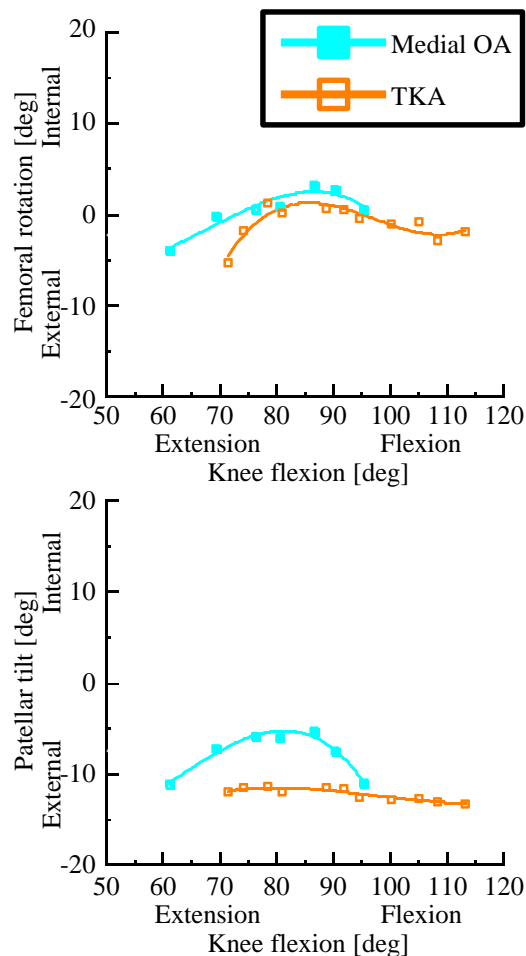 Medial OA
TKA
Femoral rotation [deg]
External
Internal
20
10
0
-10
-20
50 60 70 80 90 100 110 120
Extension Flexion
Knee flexion [deg]
Patellar tilt [deg]
External
Internal
20
10
0
-10
-20
50 60 70 80 90 100 110 120
Extension Flexion
Knee flexion [deg]